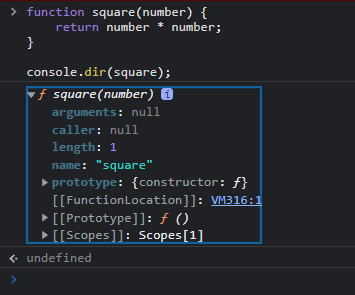 > function square(number) {
return number * number;
}
console.dir(square);
▼ƒ square(number) i
arguments: null
caller: null
length: 1
name: "square"
▶ prototype: {constructor: ƒ}
[[FunctionLocation]]: VM316:1
▶ [[Prototype]]: ƒ ()
▶ [[Scopes]]: Scopes[1]
undefined
>